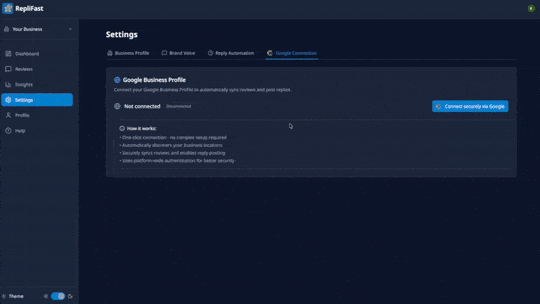 RepliFast
Your Business
Dashboard
Reviews
Insights
Settings
Profile
Help
Theme
Settings
Business Profile
Brand Voice
Reply Automation
Google Connection
Google Business Profile
Connect your Google Business Profile to automatically sync reviews and post replies.
Not connected
Disconnected
Connect securely via Google
How it works:
• One-click connection - no complex setup required
• Automatically discovers your business locations
• Securely syncs reviews and enables reply posting
• Uses platform-wide authentication for better security